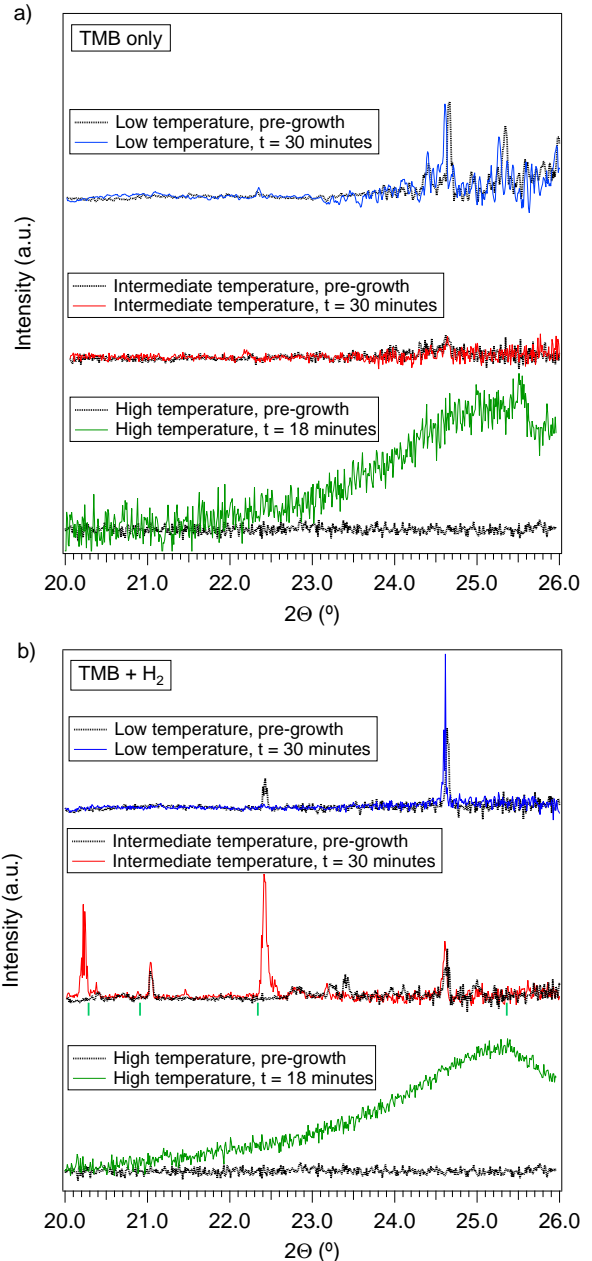 a)
TMB only
Low temperature, pre-growth
Low temperature, t = 30 minutes
Intermediate temperature, pre-growth
Intermediate temperature, t = 30 minutes
High temperature, pre-growth
High temperature, t = 18 minutes
Intensity (a.u.)
20.0 21.0 22.0 23.0 24.0 25.0 26.0
2Θ (º)
b)
TMB + H₂
Low temperature, pre-growth
Low temperature, t = 30 minutes
Intermediate temperature, pre-growth
Intermediate temperature, t = 30 minutes
High temperature, pre-growth
High temperature, t = 18 minutes
Intensity (a.u.)
20.0 21.0 22.0 23.0 24.0 25.0 26.0
2Θ (º)